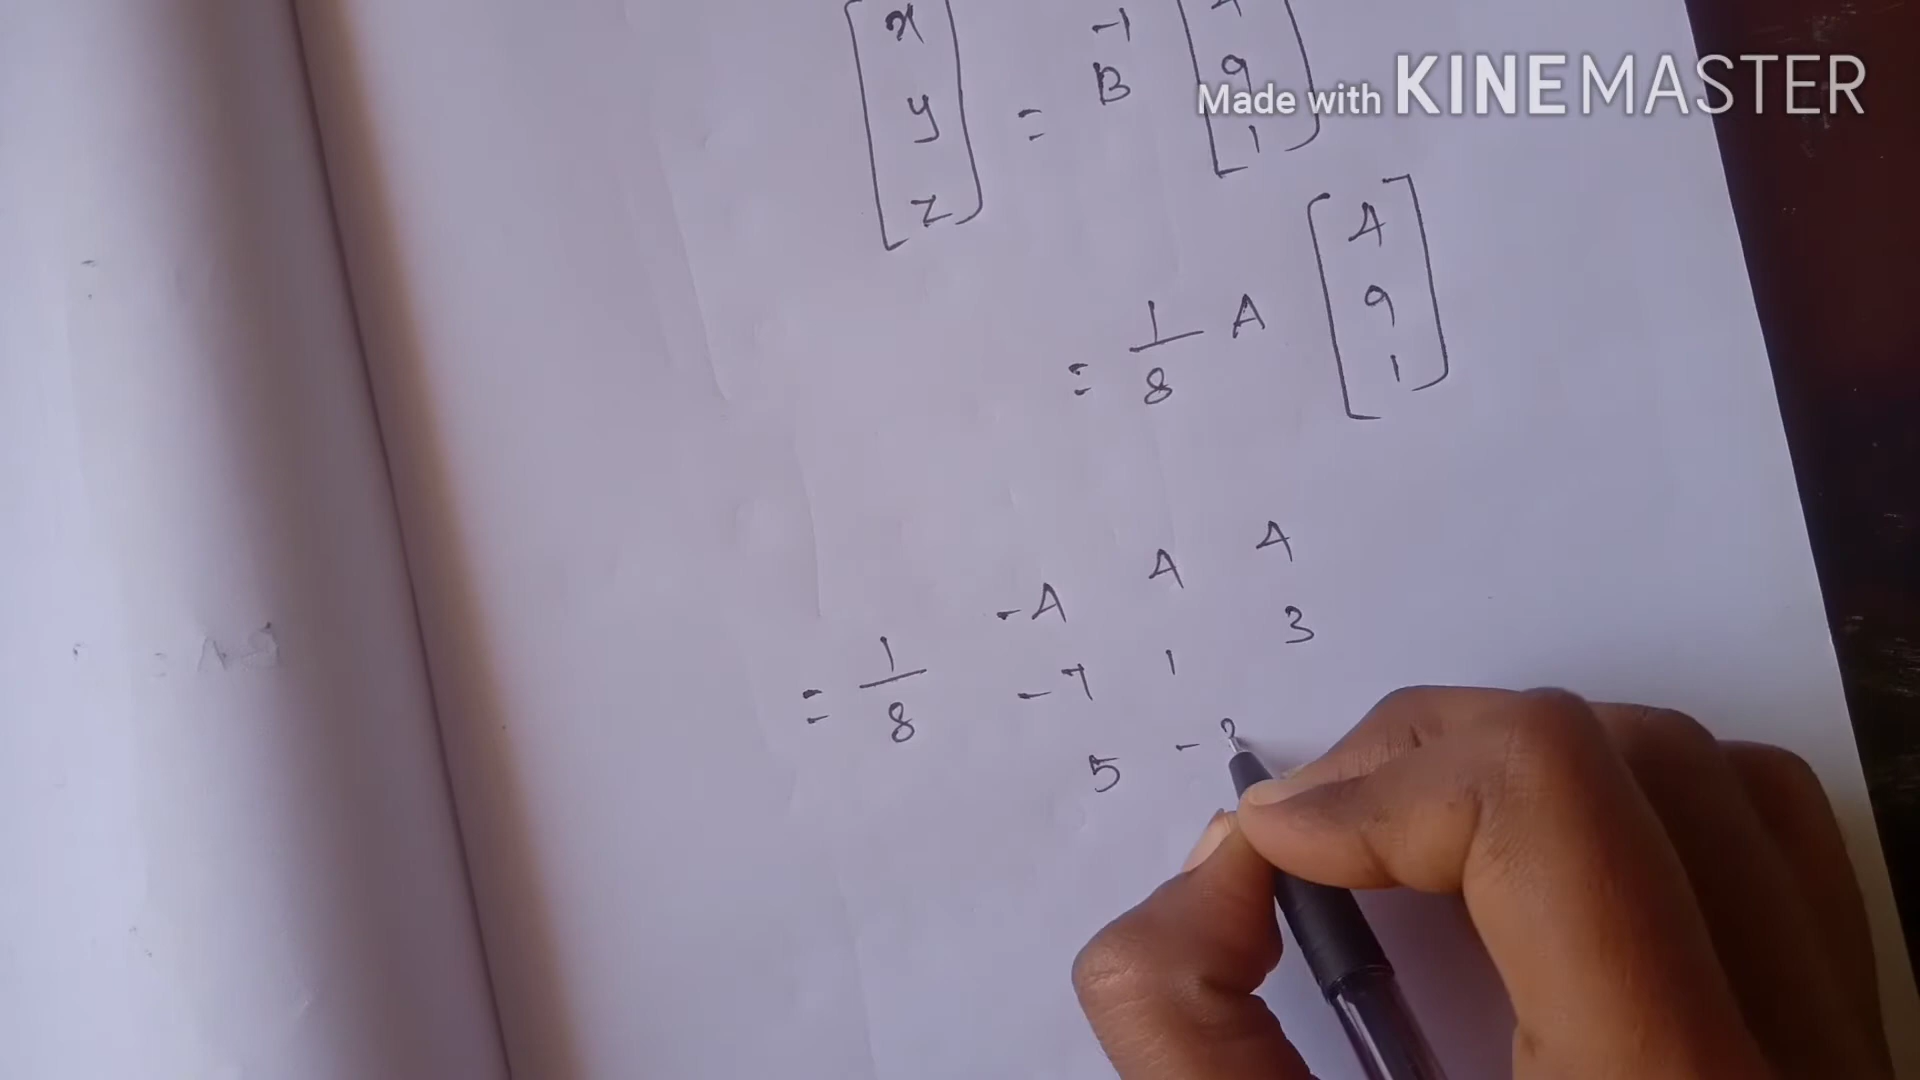 [x y z] = B⁻¹ [4 9 1]
Made with KINEMASTER
= 1/8 A [4 9 1]
-4 4 4
= 1/8 -7 1 3
5 -